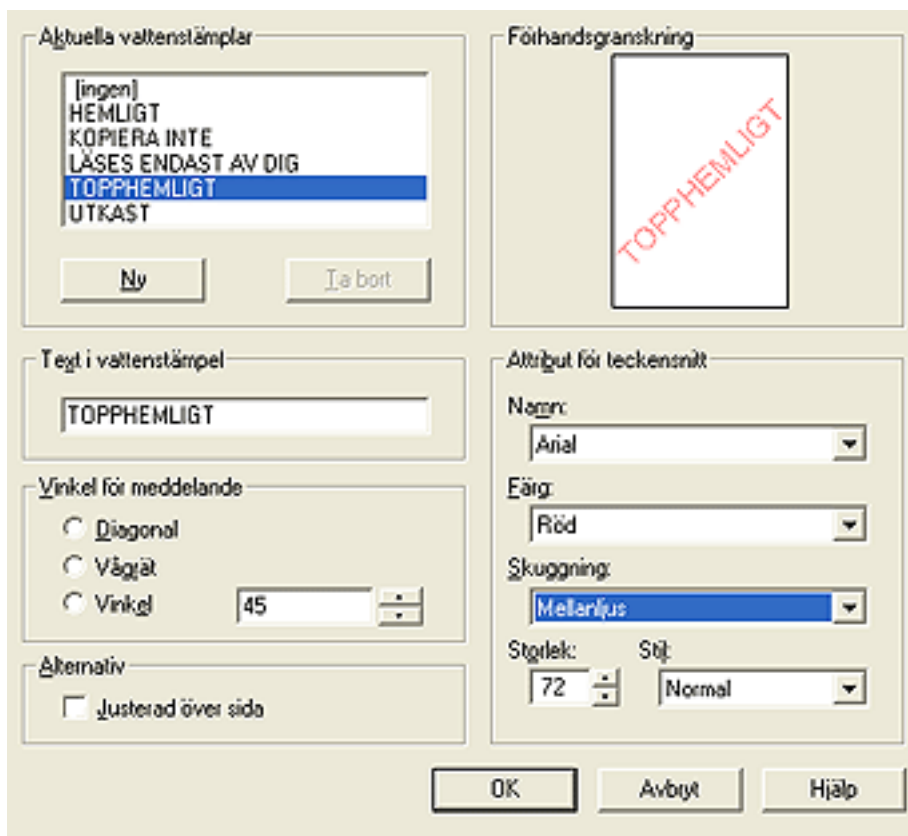 Aktuella vattenstämplar
[ingen]
HEMLIGT
KOPIERA INTE
LÄSES ENDAST AV DIG
TOPPHEMLIGT
UTKAST
Ny
Ta bort
Förhandsgranskning
TOPPHEMLIGT
Text i vattenstämpel
TOPPHEMLIGT
Vinkel för meddelande
Diagonal
Vågrät
Vinkel
45
Alternativ
Justerad över sida
Attribut för teckensnitt
Namn:
Arial
Färg:
Röd
Skuggning:
Mellanljus
Storlek:
Stil:
72
Normal
OK
Avbryt
Hjälp